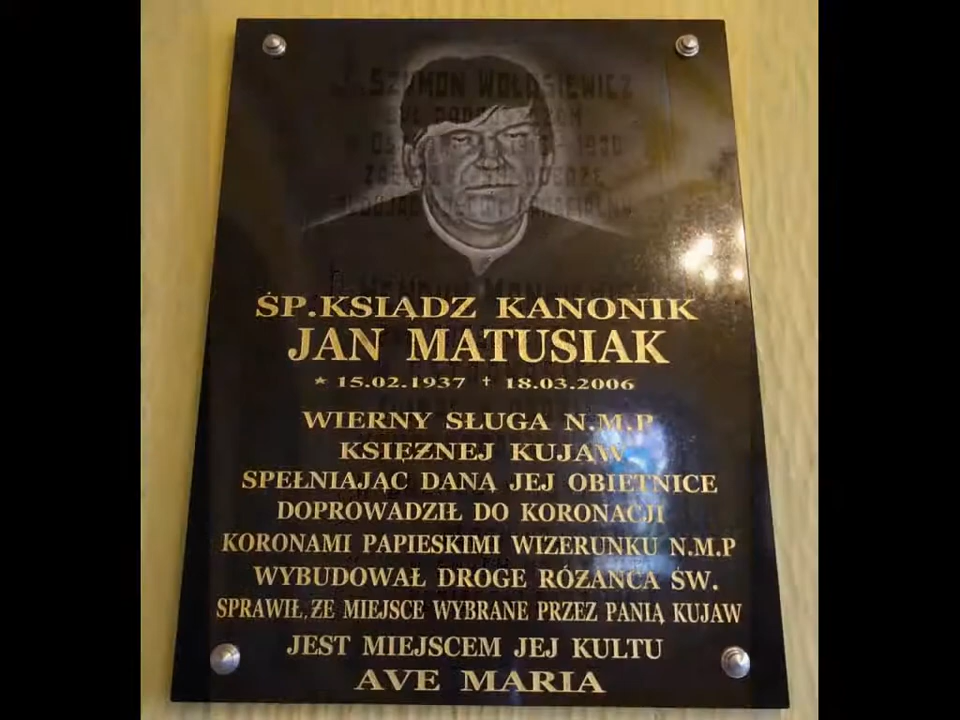 SZYMON WOŁOSIEWICZ
ŚP.KSIĄDZ KANONIK
JAN MATUSIAK
* 15.02.1937 † 18.03.2006
WIERNY SŁUGA N.M.P
KSIĘŻNEJ KUJAW
SPEŁNIAJĄC DANĄ JEJ OBIETNICE
DOPROWADZIŁ DO KORONACJI
KORONAMI PAPIESKIMI WIZERUNKU N.M.P
WYBUDOWAŁ DROGE RÓŻAŃCA ŚW.
SPRAWIŁ, ŻE MIEJSCE WYBRANE PRZEZ PANIĄ KUJAW
JEST MIEJSCEM JEJ KULTU
AVE MARIA